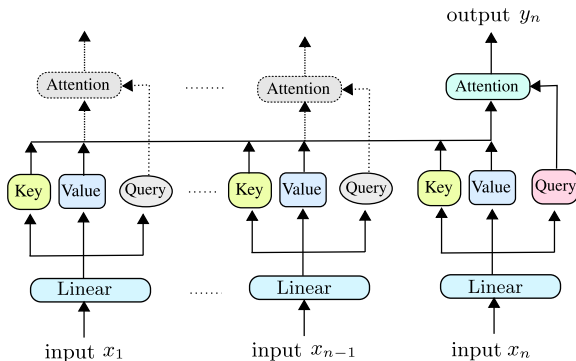 output $y_n$
Attention ........ Attention Attention
Key Value Query ...... Key Value Query Key Value Query
Linear ...... Linear Linear
input $x_1$ input $x_{n-1}$ input $x_n$